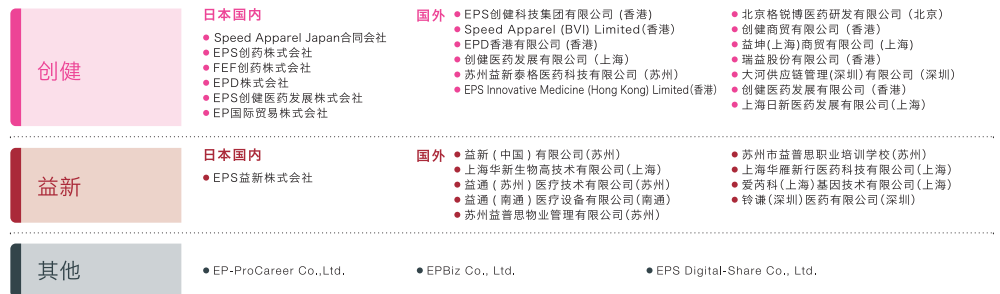 创健
日本国内
Speed Apparel Japan合同会社
EPS创药株式会社
FEF创药株式会社
EPD株式会社
EPS创健医药发展株式会社
EP国际贸易株式会社
国外
EPS创健科技集团有限公司 (香港)
Speed Apparel (BVI) Limited(香港)
EPD香港有限公司 (香港)
创健医药发展有限公司（上海）
苏州益新泰格医药科技有限公司（苏州）
EPS Innovative Medicine (Hong Kong) Limited(香港)
北京格锐博医药研发有限公司（北京）
创健商贸有限公司（香港）
益坤(上海)商贸有限公司 (上海)
瑞益股份有限公司（香港）
大河供应链管理(深圳)有限公司（深圳）
创健医药发展有限公司（香港）
上海日新医药发展有限公司(上海)
益新
日本国内
EPS益新株式会社
国外
益新 ( 中国 ) 有限公司(苏州)
上海华新生物高技术有限公司(上海)
益通 ( 苏州 ) 医疗技术有限公司(苏州)
益通 ( 南通 ) 医疗设备有限公司(南通)
苏州益普思物业管理有限公司(苏州)
苏州市益普思职业培训学校(苏州)
上海华雁新行医药科技有限公司(上海)
爱芮科(上海)基因技术有限公司(上海)
铃谦(深圳)医药有限公司(深圳)
其他
EP-ProCareer Co.,Ltd.
EPBiz Co., Ltd.
EPS Digital-Share Co., Ltd.